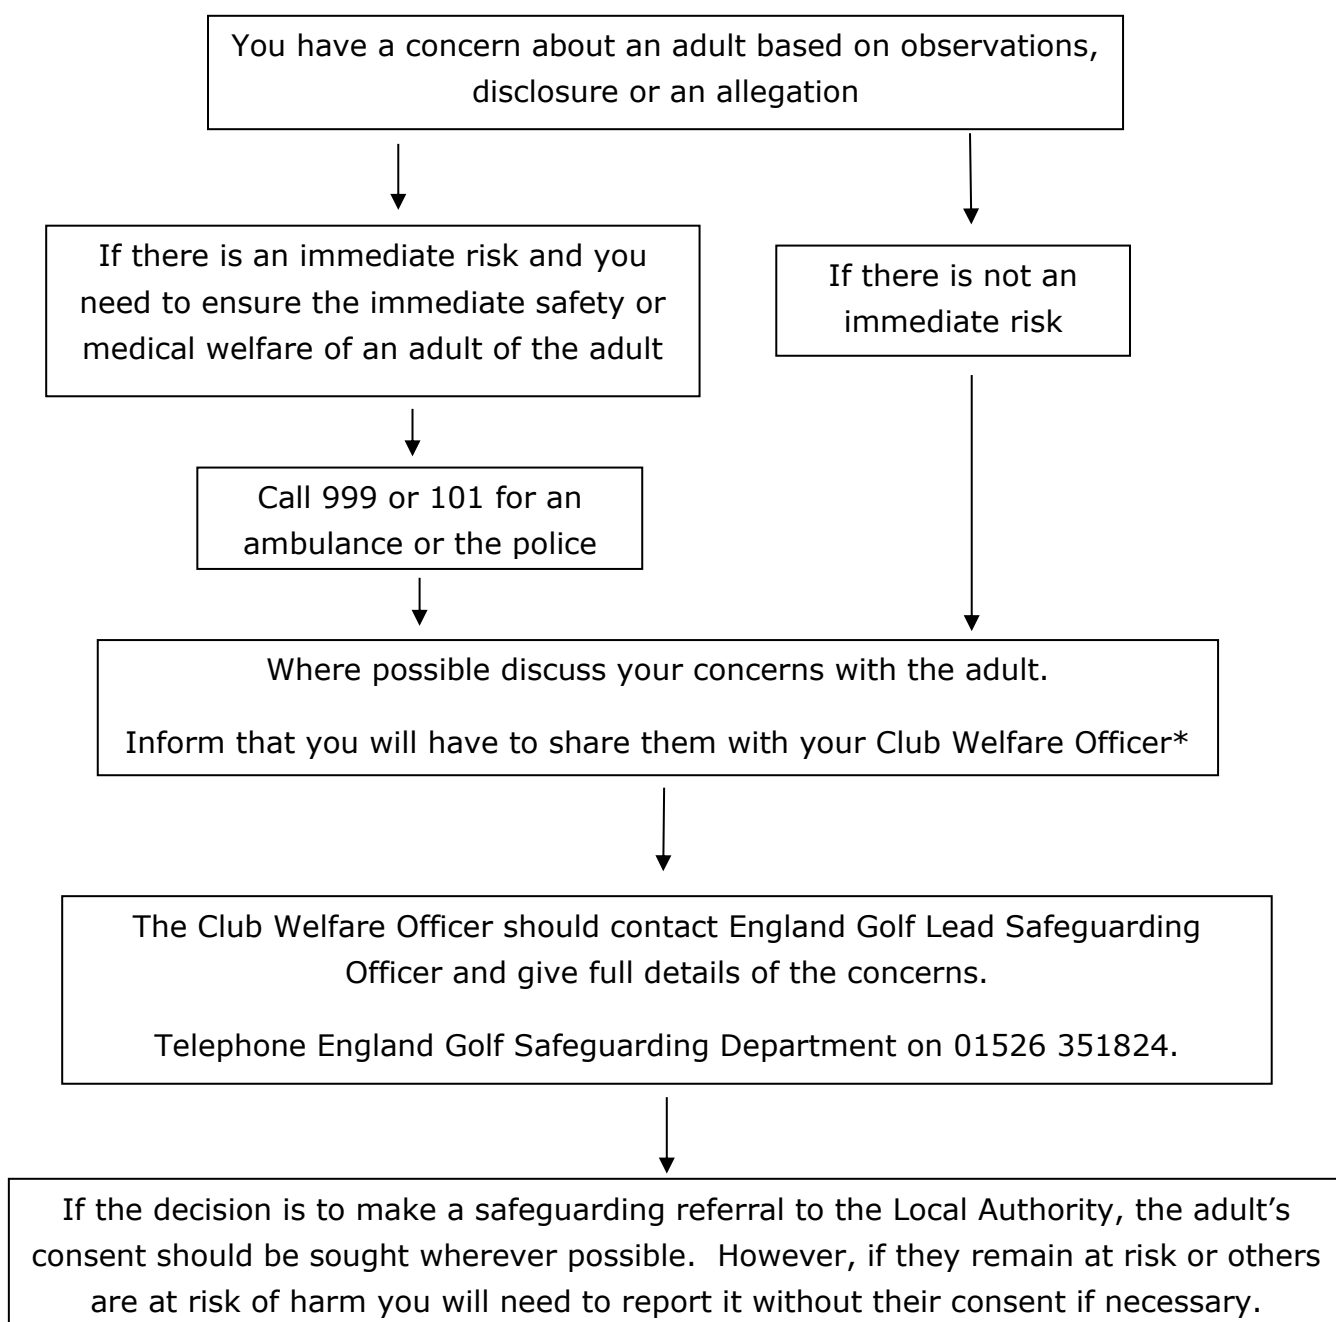 You have a concern about an adult based on observations,
disclosure or an allegation
If there is an immediate risk and you
need to ensure the immediate safety or
medical welfare of an adult of the adult
If there is not an
immediate risk
Call 999 or 101 for an
ambulance or the police
Where possible discuss your concerns with the adult.
Inform that you will have to share them with your Club Welfare Officer*
The Club Welfare Officer should contact England Golf Lead Safeguarding
Officer and give full details of the concerns.
Telephone England Golf Safeguarding Department on 01526 351824.
If the decision is to make a safeguarding referral to the Local Authority, the adult’s
consent should be sought wherever possible.  However, if they remain at risk or others
are at risk of harm you will need to report it without their consent if necessary.